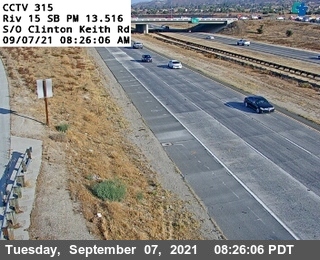 CCTV 315
Riv 15 SB PM 13.516
S/O Clinton Keith Rd
09/07/21 08:26:06 AM
Tuesday, September 07, 2021 08:26:06 PDT